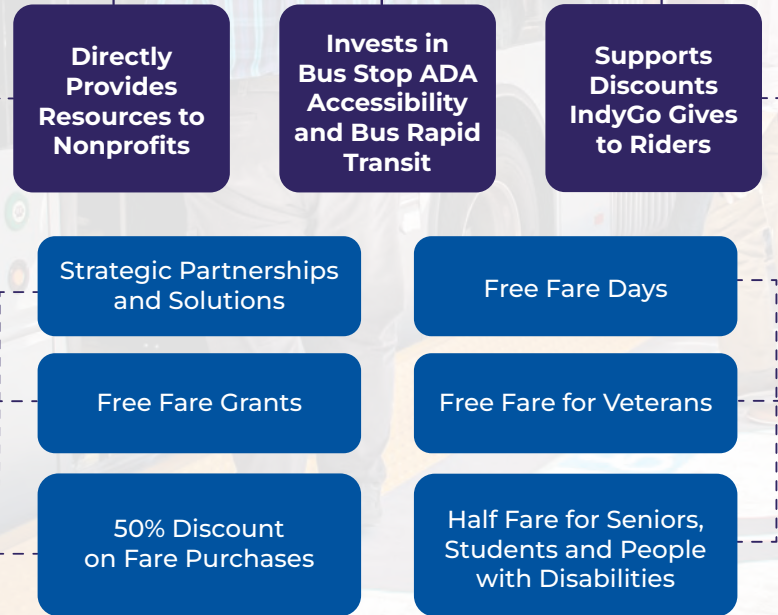 Directly
Provides
Resources to
Nonprofits
Invests in
Bus Stop ADA
Accessibility
and Bus Rapid
Transit
Supports
Discounts
IndyGo Gives
to Riders
Strategic Partnerships
and Solutions
Free Fare Grants
50% Discount
on Fare Purchases
Free Fare Days
Free Fare for Veterans
Half Fare for Seniors,
Students and People
with Disabilities